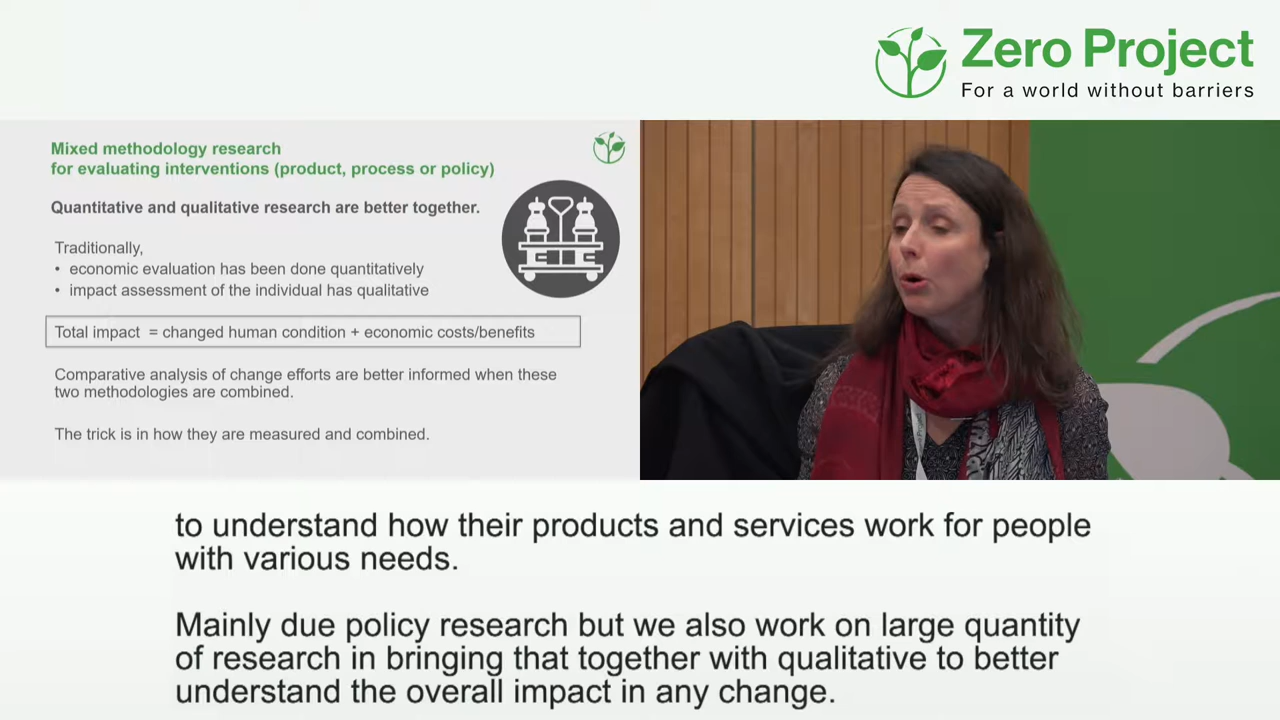 Zero Project
For a world without barriers
Mixed methodology research
for evaluating interventions (product, process or policy)
Quantitative and qualitative research are better together.
Traditionally,
• economic evaluation has been done quantitatively
• impact assessment of the individual has qualitative
Total impact = changed human condition + economic costs/benefits
Comparative analysis of change efforts are better informed when these
two methodologies are combined.
The trick is in how they are measured and combined.
to understand how their products and services work for people
with various needs.
Mainly due policy research but we also work on large quantity
of research in bringing that together with qualitative to better
understand the overall impact in any change.